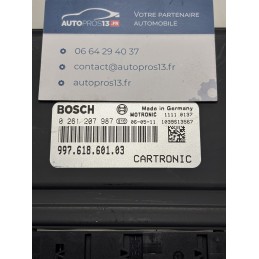 AUTOPROS13.FR
VOTRE PARTENAIRE
AUTOMOBILE
06 64 29 40 37
contact@autopros13.fr
autopros13.fr
BOSCH
Made in Germany
MOTRONIC 1111 0137
0 261 207 987
06-05-11 1039S13567
997.618.601.03
CARTRONIC